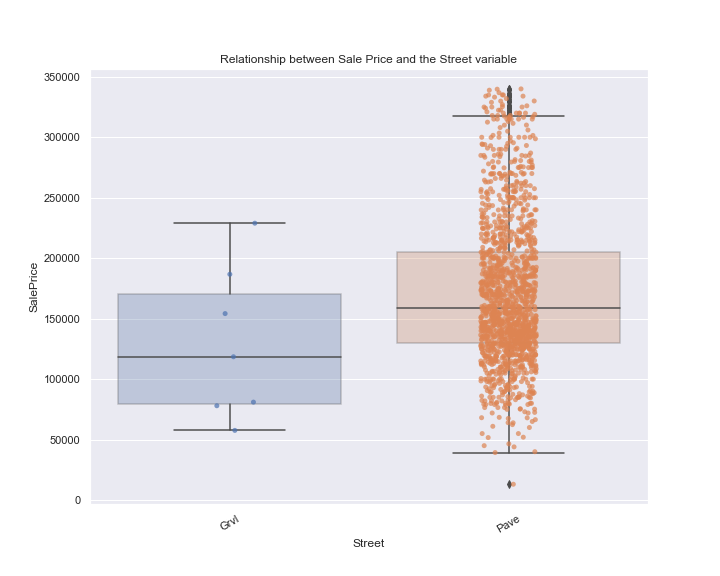 Relationship between Sale Price and the Street variable
350000
300000
250000
200000
150000
100000
50000
0
SalePrice
Grvl
Pave
Street